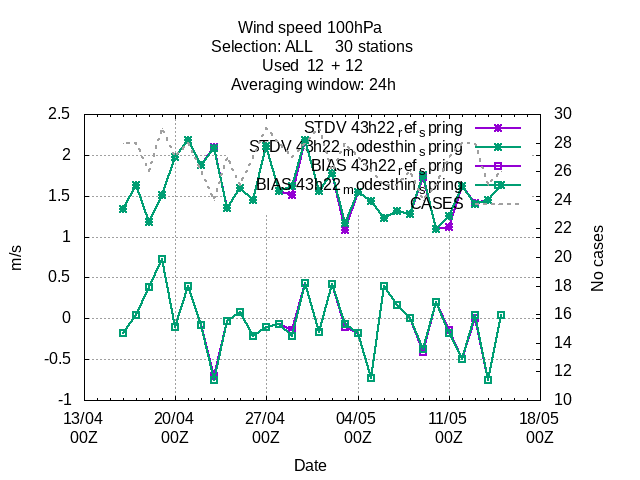 Wind speed 100hPa
Selection: ALL 30 stations
Used 12 + 12
Averaging window: 24h
2.5
2
1.5
1
0.5
0
-0.5
-1
m/s
STDV 43h22_ref_spring
STDV 43h22_modesthin_spring
BIAS 43h22_ref_spring
BIAS 43h22_modesthin_spring
CASES
30
28
26
24
22
20
18
16
14
12
10
No cases
13/04 20/04 27/04 04/05 11/05 18/05
00Z 00Z 00Z 00Z 00Z 00Z
Date